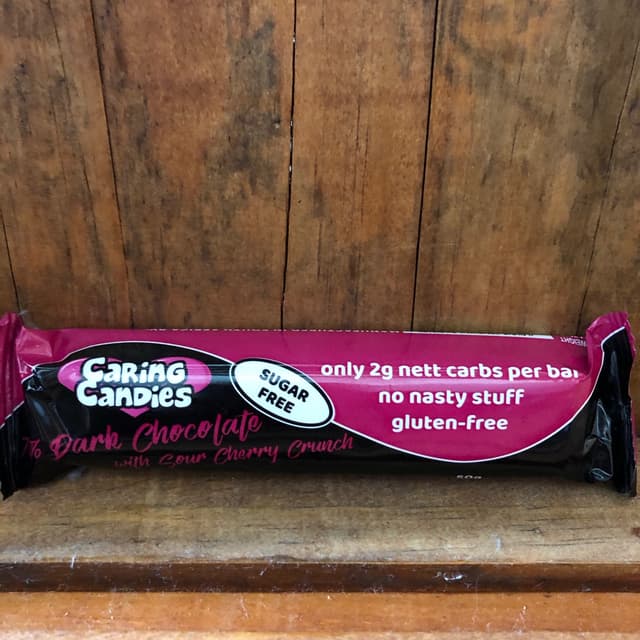 Caring
Candies
SUGAR
FREE
Dark Chocolate
with Sour Cherry Crunch
only 2g nett carbs per bar
no nasty stuff
gluten-free